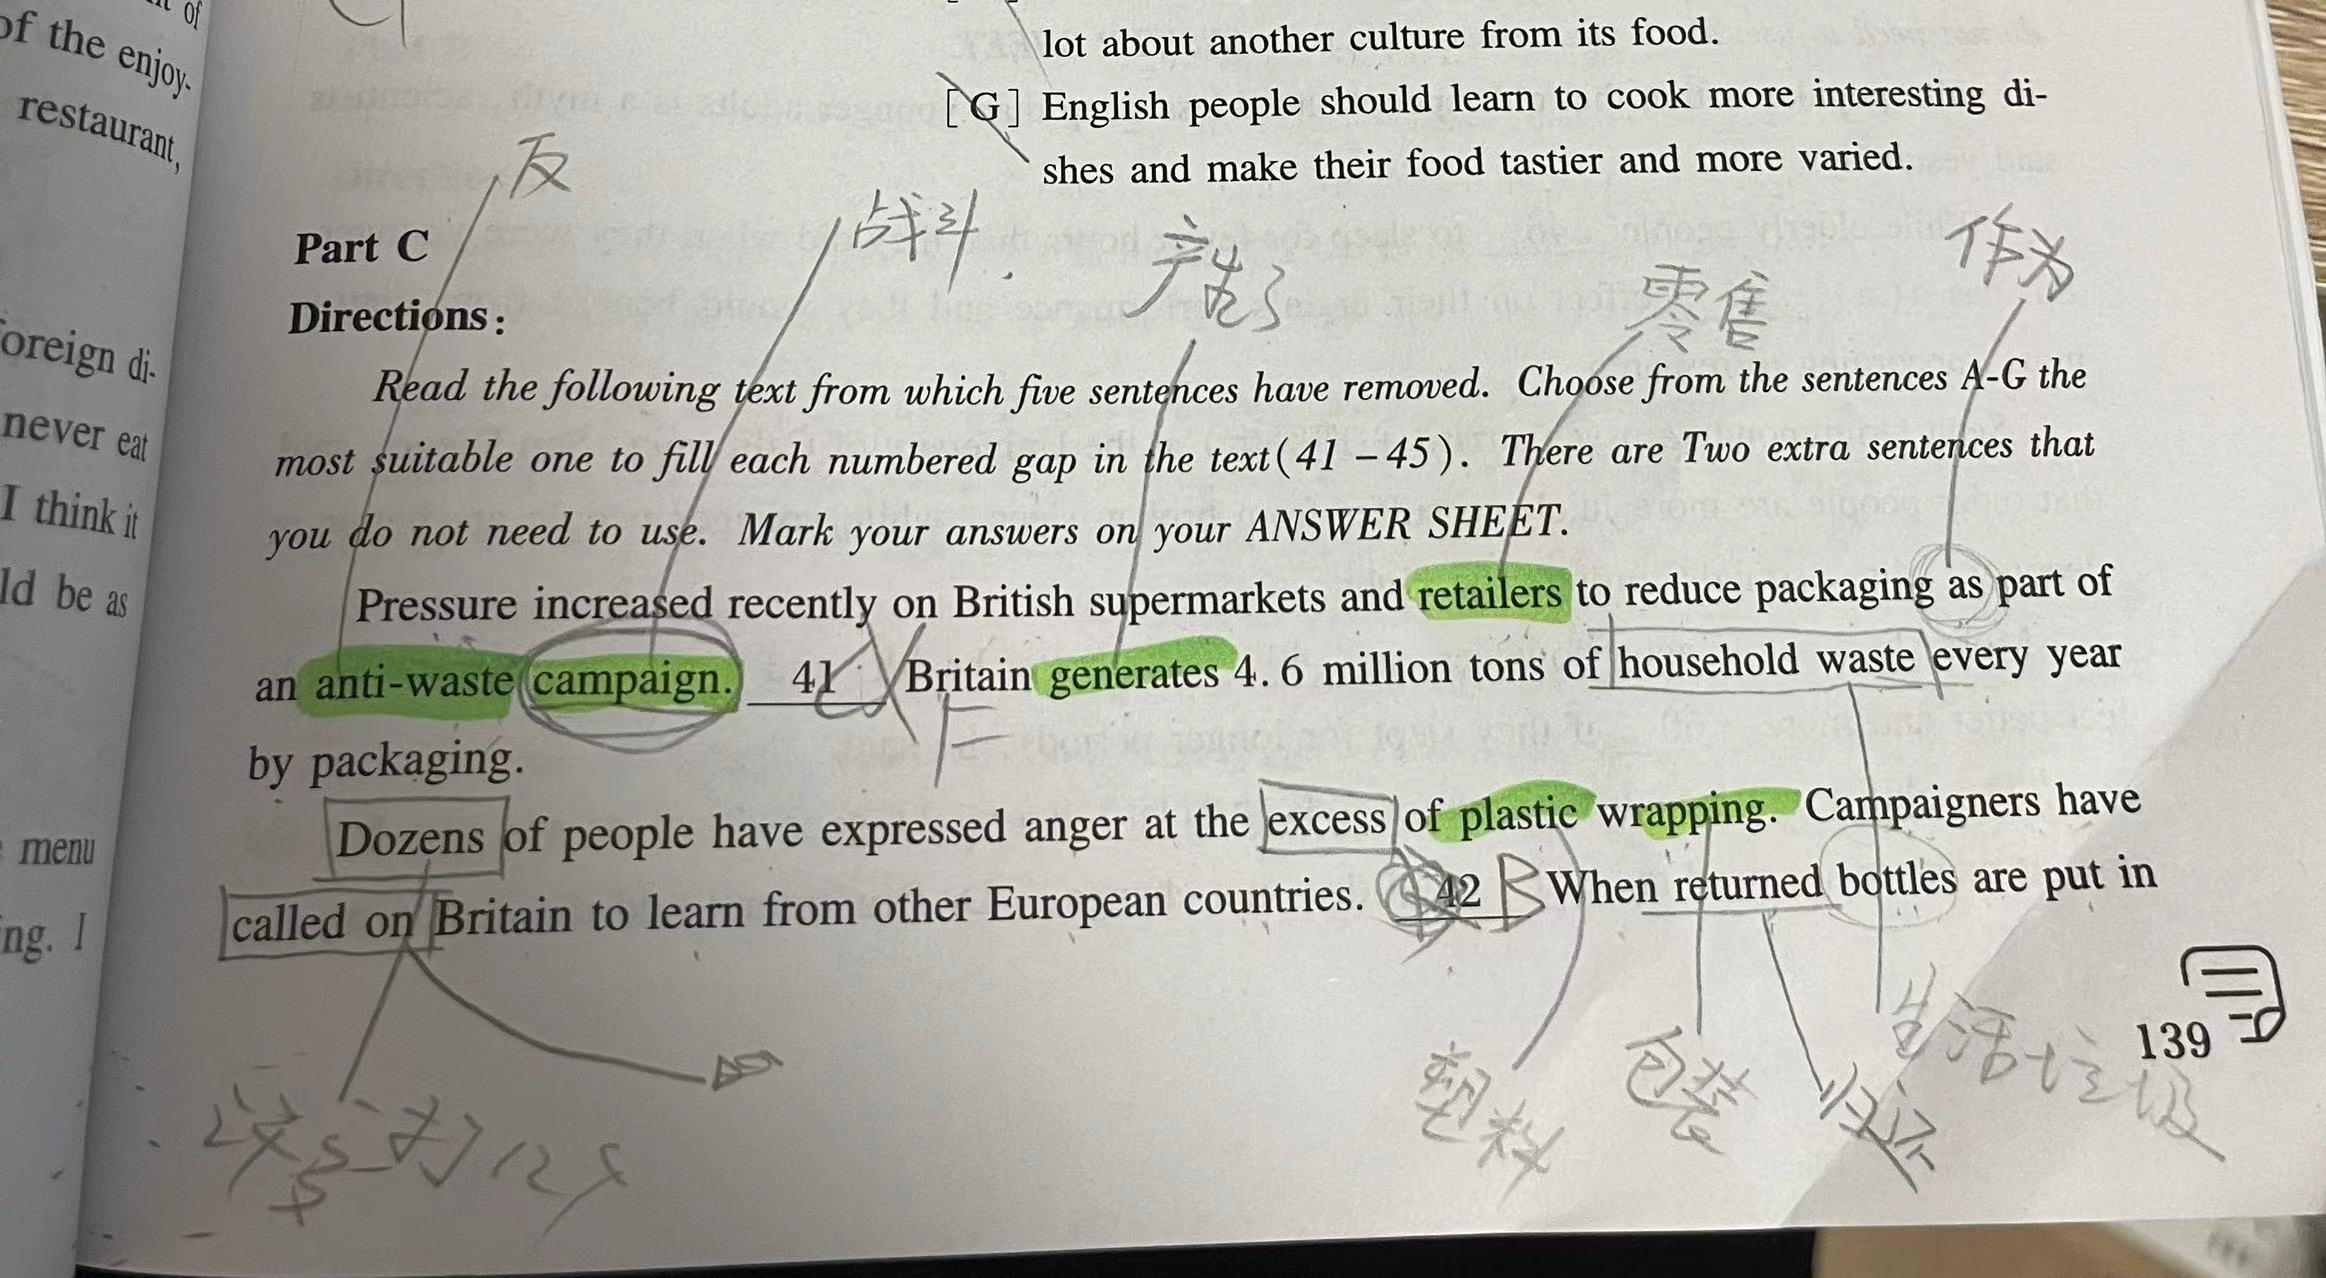 of
of the enjoy-
restaurant,
oreign di-
never eat
I think it
ld be as
menu
ng. I
lot about another culture from its food.
[G] English people should learn to cook more interesting di-
shes and make their food tastier and more varied.
反
战斗.
产生了
零售
作为
Part C
Directions:
Read the following text from which five sentences have removed. Choose from the sentences A-G the
most suitable one to fill each numbered gap in the text(41 – 45). There are Two extra sentences that
you do not need to use. Mark your answers on your ANSWER SHEET.
Pressure increased recently on British supermarkets and retailers to reduce packaging as part of
an anti-waste campaign. 41 Britain generates 4.6 million tons of household waste every year
F
by packaging.
Dozens of people have expressed anger at the excess of plastic wrapping. Campaigners have
called on Britain to learn from other European countries. 42 B When returned bottles are put in
塑料
包装
归还
生活垃圾
139